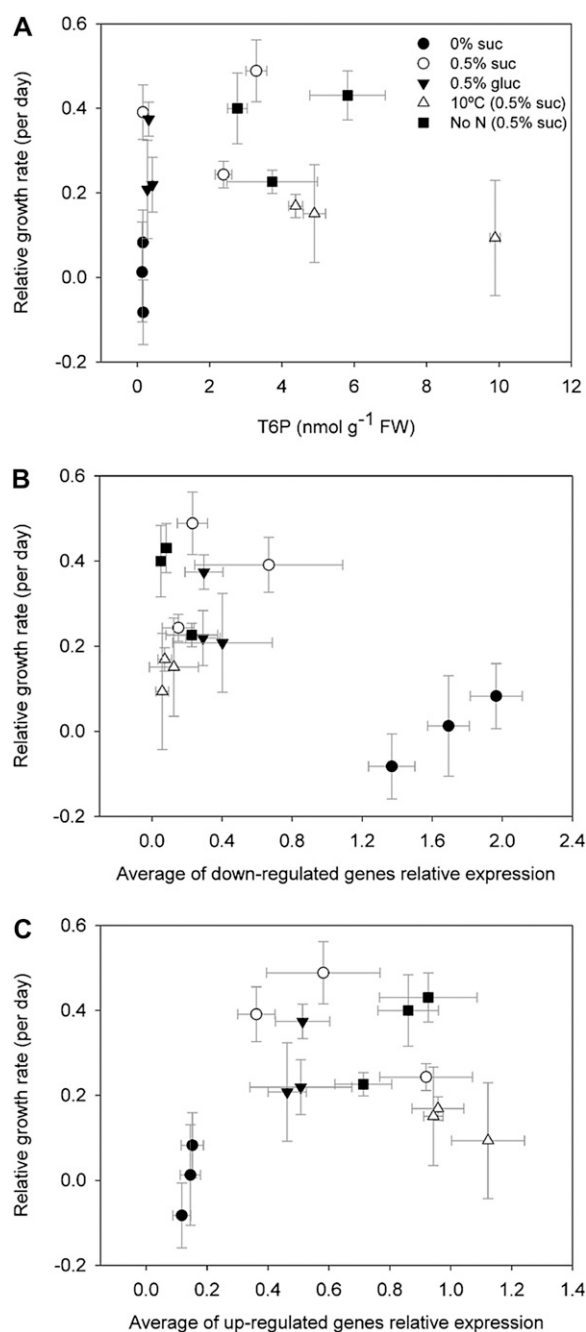 A
0.6
0.4
0.2
0.0
-0.2
Relative growth rate (per day)
0% suc
0.5% suc
0.5% gluc
10ºC (0.5% suc)
No N (0.5% suc)
0 2 4 6 8 10 12
T6P (nmol g⁻¹ FW)
B
0.6
0.4
0.2
0.0
-0.2
Relative growth rate (per day)
0.0 0.4 0.8 1.2 1.6 2.0 2.4
Average of down-regulated genes relative expression
C
0.6
0.4
0.2
0.0
-0.2
Relative growth rate (per day)
0.0 0.2 0.4 0.6 0.8 1.0 1.2 1.4
Average of up-regulated genes relative expression